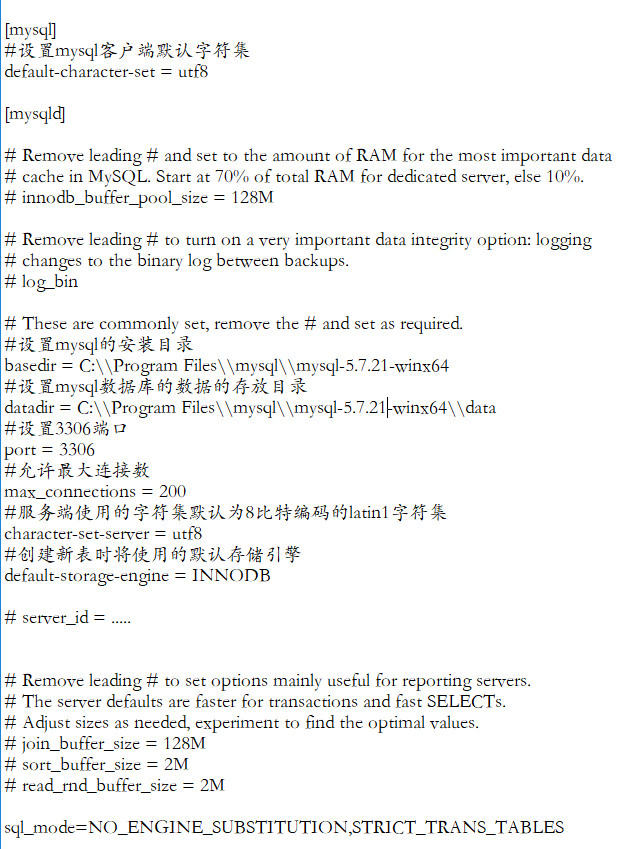 [mysql]
#设置mysql客户端默认字符集
default-character-set = utf8
[mysqld]
# Remove leading # and set to the amount of RAM for the most important data
# cache in MySQL. Start at 70% of total RAM for dedicated server, else 10%.
# innodb_buffer_pool_size = 128M
# Remove leading # to turn on a very important data integrity option: logging
# changes to the binary log between backups.
# log_bin
# These are commonly set, remove the # and set as required.
#设置mysql的安装目录
basedir = C:\\Program Files\\mysql\\mysql-5.7.21-winx64
#设置mysql数据库的数据的存放目录
datadir = C:\\Program Files\\mysql\\mysql-5.7.21-winx64\\data
#设置3306端口
port = 3306
#允许最大连接数
max_connections = 200
#服务端使用的字符集默认为8比特编码的latin1字符集
character-set-server = utf8
#创建新表时将使用的默认存储引擎
default-storage-engine = INNODB
# server_id = .....
# Remove leading # to set options mainly useful for reporting servers.
# The server defaults are faster for transactions and fast SELECTs.
# Adjust sizes as needed, experiment to find the optimal values.
# join_buffer_size = 128M
# sort_buffer_size = 2M
# read_rnd_buffer_size = 2M
sql_mode=NO_ENGINE_SUBSTITUTION,STRICT_TRANS_TABLES